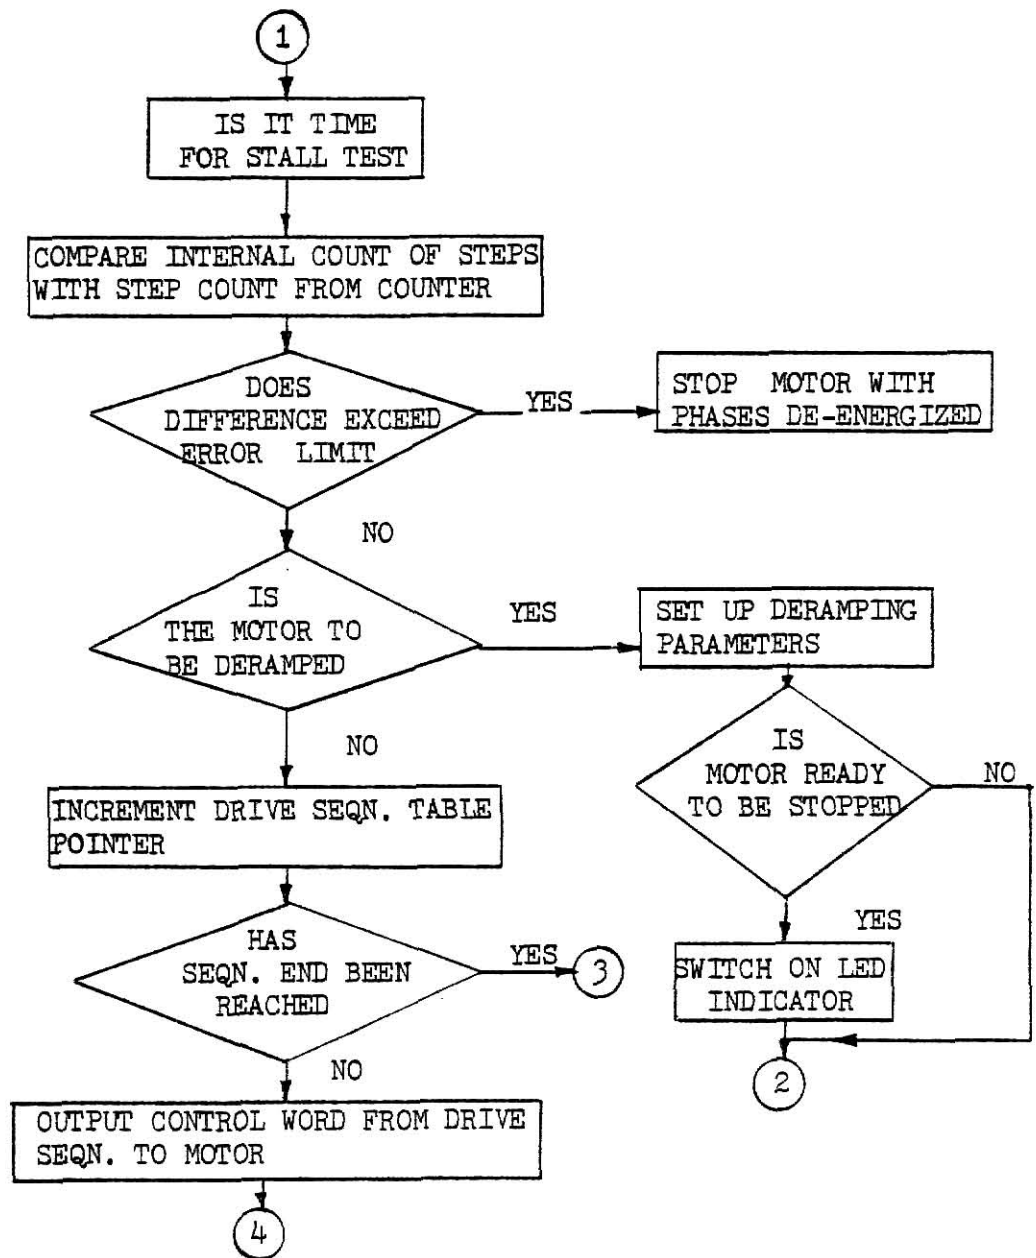 1
IS IT TIME
FOR STALL TEST
COMPARE INTERNAL COUNT OF STEPS
WITH STEP COUNT FROM COUNTER
DOES
DIFFERENCE EXCEED
ERROR LIMIT
YES
STOP MOTOR WITH
PHASES DE-ENERGIZED
NO
IS
THE MOTOR TO
BE DERAMPED
YES
SET UP DERAMPING
PARAMETERS
NO
IS
MOTOR READY
TO BE STOPPED
NO
INCREMENT DRIVE SEQN. TABLE
POINTER
YES
HAS
SEQN. END BEEN
REACHED
YES
3
SWITCH ON LED
INDICATOR
NO
2
OUTPUT CONTROL WORD FROM DRIVE
SEQN. TO MOTOR
4